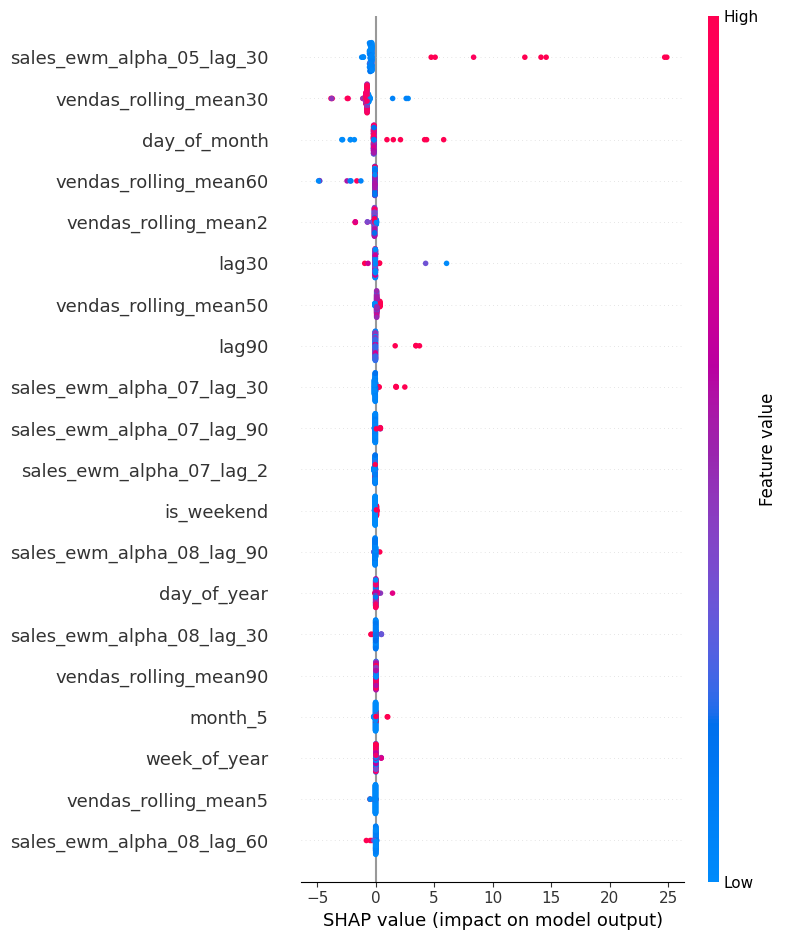 High
sales_ewm_alpha_05_lag_30
vendas_rolling_mean30
day_of_month
vendas_rolling_mean60
vendas_rolling_mean2
lag30
vendas_rolling_mean50
lag90
sales_ewm_alpha_07_lag_30
sales_ewm_alpha_07_lag_90
sales_ewm_alpha_07_lag_2
is_weekend
sales_ewm_alpha_08_lag_90
day_of_year
sales_ewm_alpha_08_lag_30
vendas_rolling_mean90
month_5
week_of_year
vendas_rolling_mean5
sales_ewm_alpha_08_lag_60
Feature value
Low
−5 0 5 10 15 20 25
SHAP value (impact on model output)